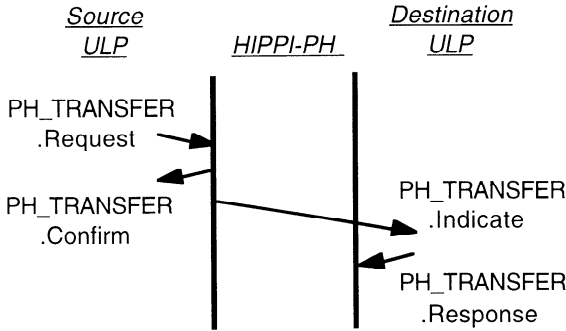 Source
ULP
HIPPI-PH
Destination
ULP
PH_TRANSFER
.Request
PH_TRANSFER
.Confirm
PH_TRANSFER
.Indicate
PH_TRANSFER
.Response